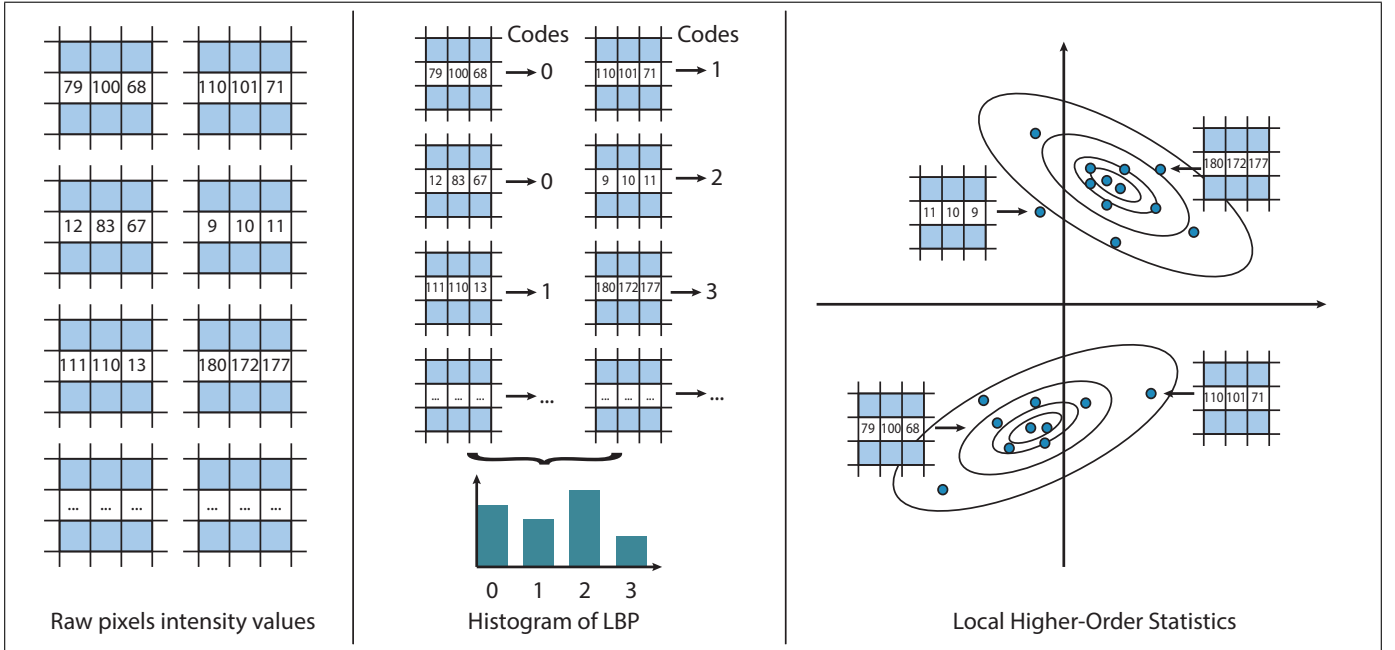 79 100 68
110 101 71
12 83 67
9 10 11
111 110 13
180 172 177
... ... ...
... ... ...
Raw pixels intensity values
Codes
Codes
79 100 68 0
110 101 71 1
12 83 67 0
9 10 11 2
111 110 13 1
180 172 177 3
... ... ... ...
... ... ... ...
0 1 2 3
Histogram of LBP
180 172 177
11 10 9
110 101 71
79 100 68
Local Higher-Order Statistics